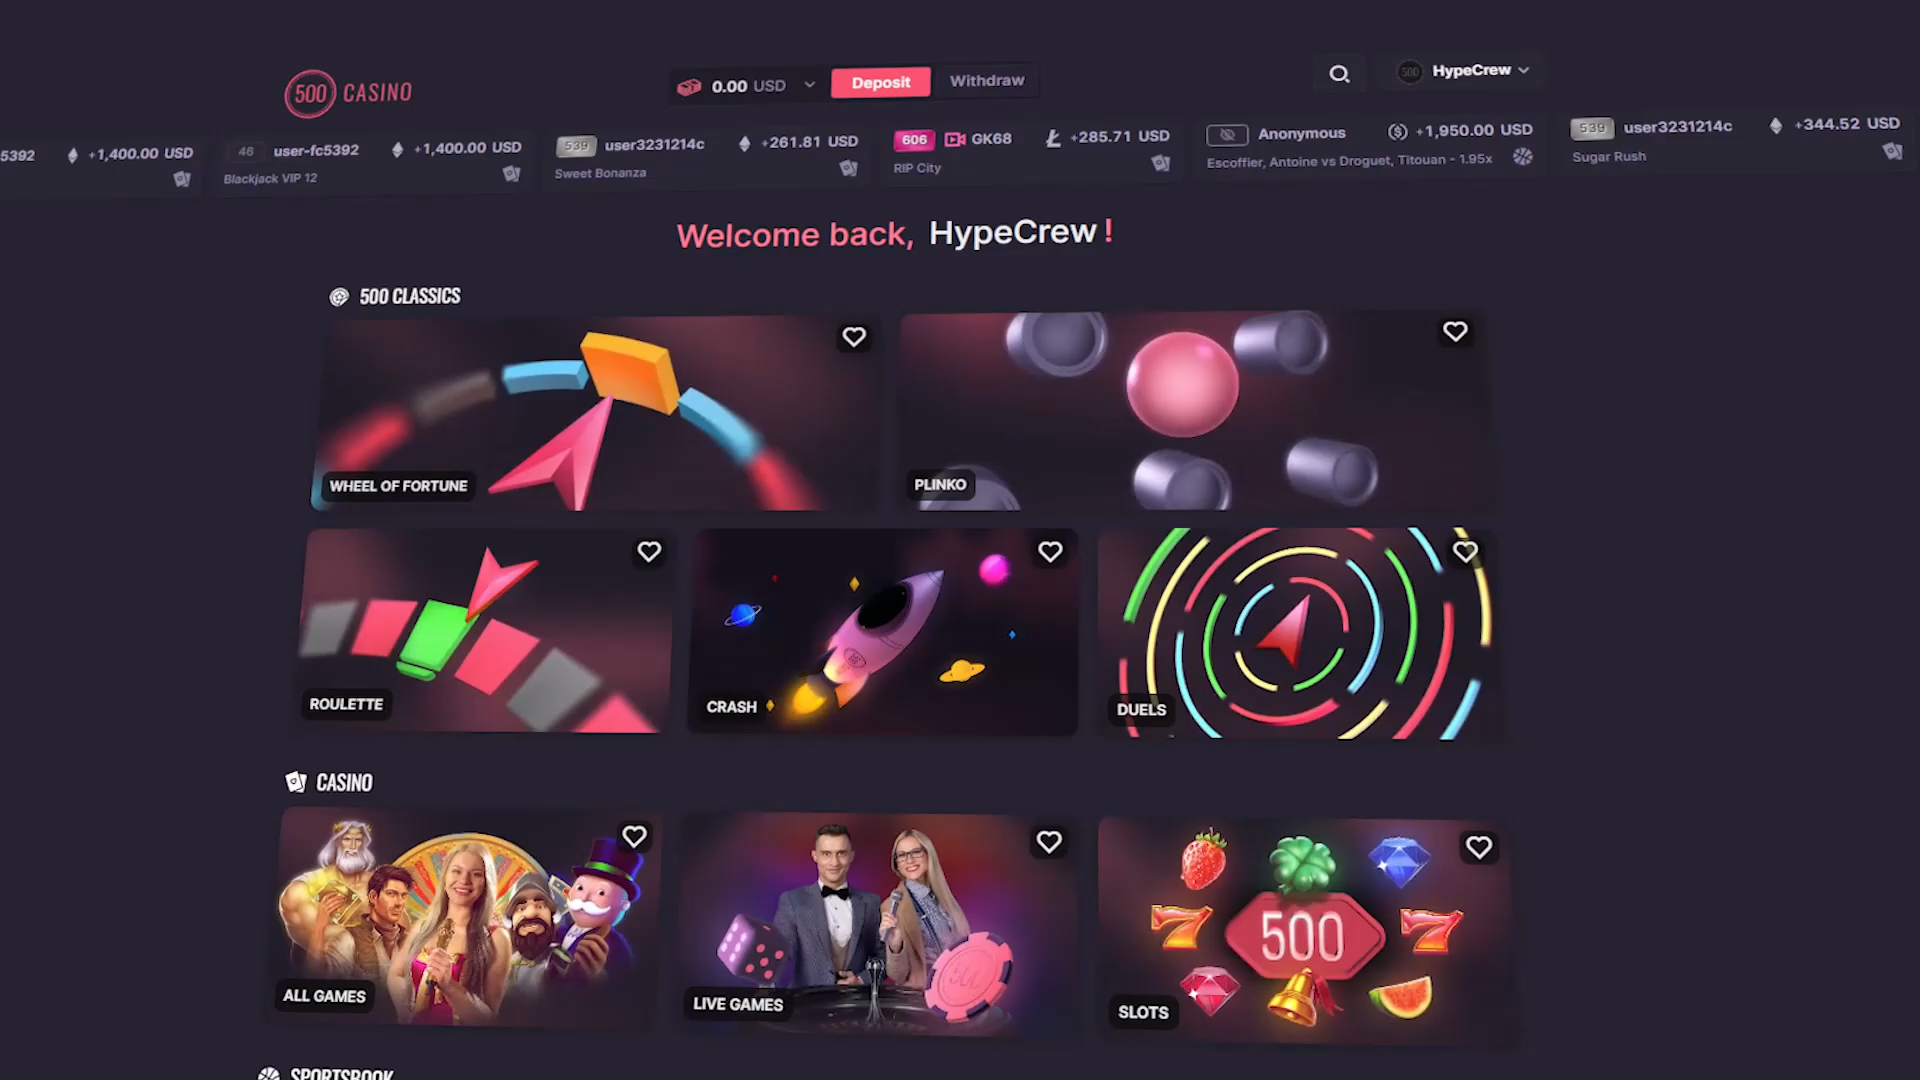 500 CASINO
0.00 USD
Deposit
Withdraw
500
HypeCrew
5392 +1,400.00 USD
46 user-fc5392 +1,400.00 USD
Blackjack VIP 12
539 user3231214c +261.81 USD
Sweet Bonanza
606 GK68 +285.71 USD
RIP City
Anonymous +1,950.00 USD
Escoffier, Antoine vs Droguet, Titouan - 1.95x
539 user3231214c +344.52 USD
Sugar Rush
Welcome back, HypeCrew!
500 CLASSICS
WHEEL OF FORTUNE
PLINKO
ROULETTE
CRASH
DUELS
CASINO
ALL GAMES
500
LIVE GAMES
7 7
500
SLOTS
SPORTSBOOK